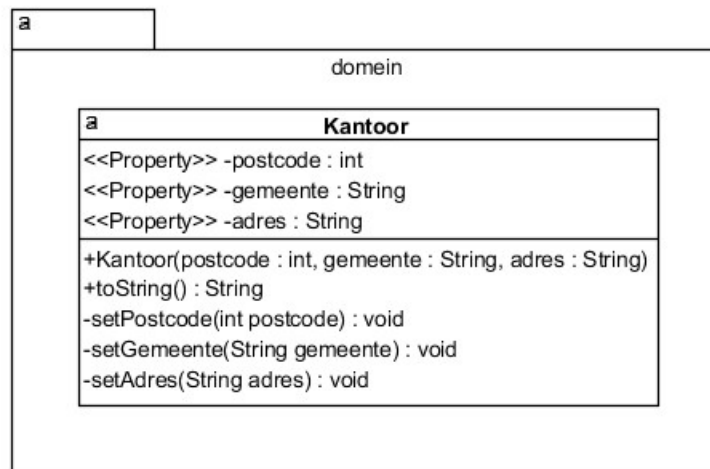 a
domein
a
Kantoor
<<Property>> -postcode : int
<<Property>> -gemeente : String
<<Property>> -adres : String
+Kantoor(postcode : int, gemeente : String, adres : String)
+toString() : String
-setPostcode(int postcode) : void
-setGemeente(String gemeente) : void
-setAdres(String adres) : void